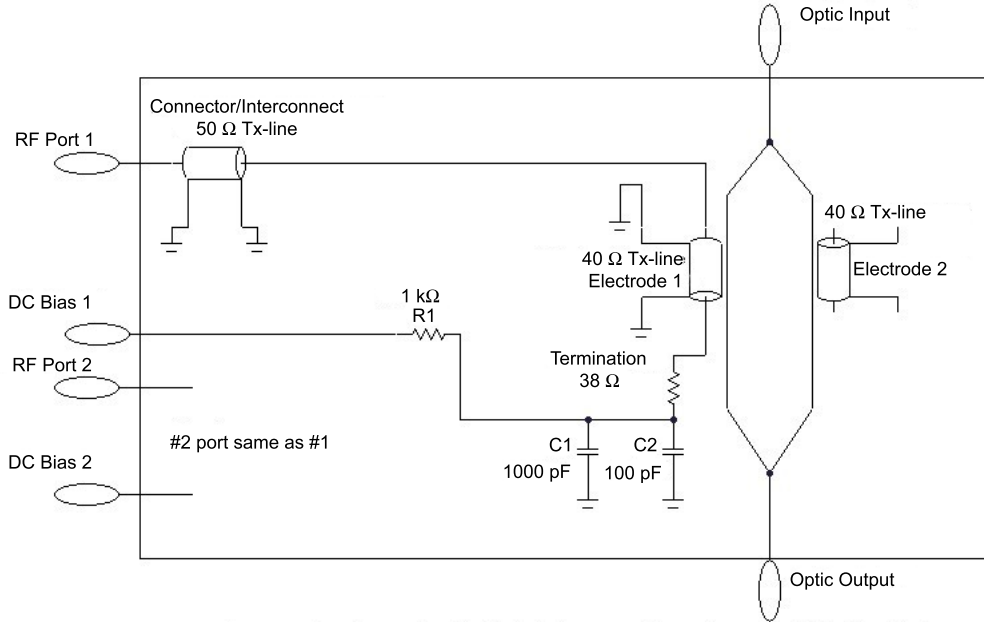 Optic Input
Connector/Interconnect
50 Ω Tx-line
RF Port 1
40 Ω Tx-line
40 Ω Tx-line
Electrode 1
Electrode 2
DC Bias 1
1 kΩ
R1
RF Port 2
Termination
38 Ω
#2 port same as #1
C1
1000 pF
C2
100 pF
DC Bias 2
Optic Output